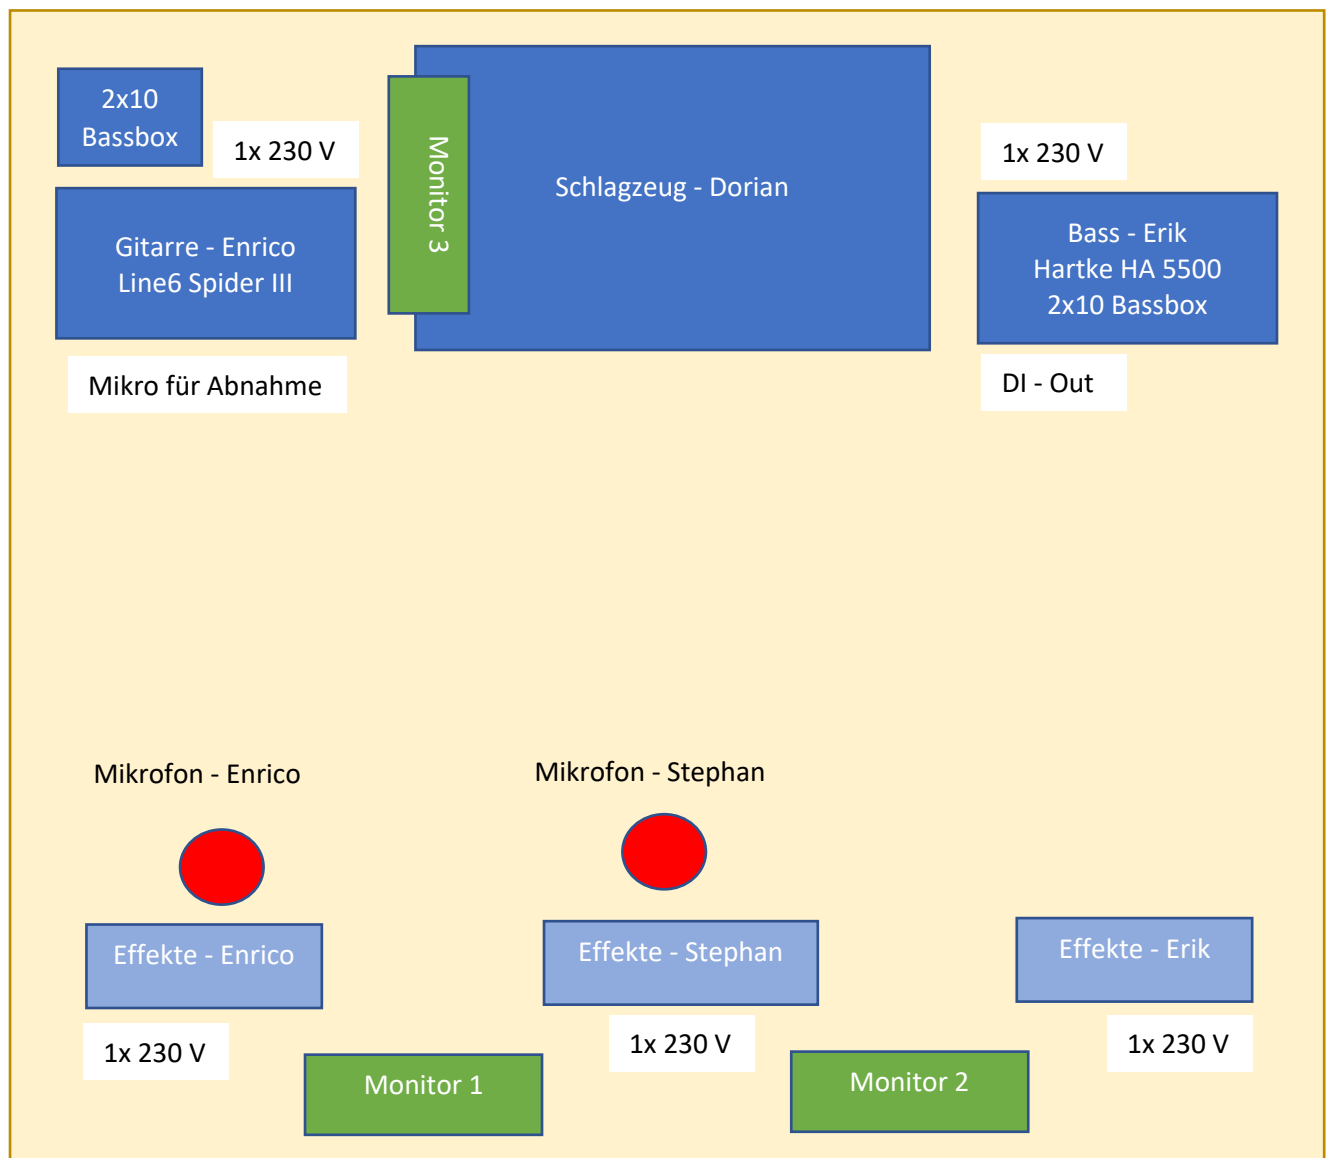 2x10
Bassbox
1x 230 V
Gitarre - Enrico
Line6 Spider III
Mikro für Abnahme
Monitor 3
Schlagzeug - Dorian
1x 230 V
Bass - Erik
Hartke HA 5500
2x10 Bassbox
DI - Out
Mikrofon - Enrico
Mikrofon - Stephan
Effekte - Enrico
Effekte - Stephan
Effekte - Erik
1x 230 V
1x 230 V
1x 230 V
Monitor 1
Monitor 2